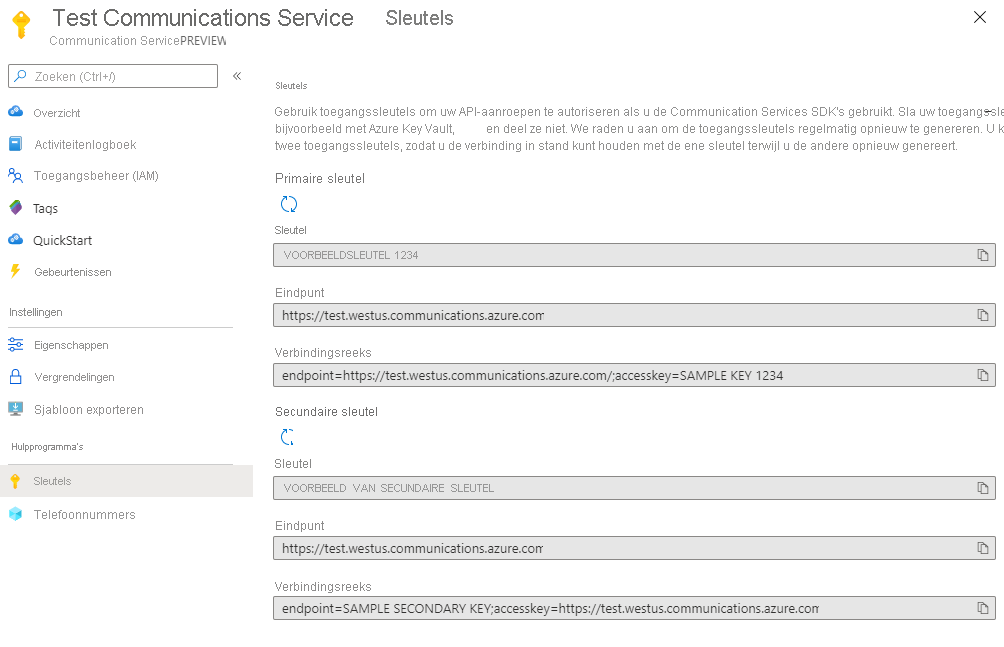 Test Communications Service Sleutels
Communication ServicePREVIEW
Zoeken (Ctrl+/)
Overzicht
Activiteitenlogboek
Toegangsbeheer (IAM)
Tags
QuickStart
Gebeurtenissen
Instellingen
Eigenschappen
Vergrendelingen
Sjabloon exporteren
Hulpprogramma's
Sleutels
Telefoonnummers
Sleutels
Gebruik toegangssleutels om uw API-aanroepen te autoriseren als u de Communication Services SDK's gebruikt. Sla uw
bijvoorbeeld met Azure Key Vault, en deel ze niet. We raden u aan om de toegangssleutels regelmatig opnieuw te genereren. U
twee toegangssleutels, zodat u de verbinding in stand kunt houden met de ene sleutel terwijl u de andere opnieuw genereert.
Primaire sleutel
Sleutel
VOORBEELDSLEUTEL 1234
Eindpunt
https://test.westus.communications.azure.com
Verbindingsreeks
endpoint=https://test.westus.communications.azure.com/;accesskey=SAMPLE KEY 1234
Secundaire sleutel
Sleutel
VOORBEELD VAN SECUNDAIRE SLEUTEL
Eindpunt
https://test.westus.communications.azure.com
Verbindingsreeks
endpoint=SAMPLE SECONDARY KEY;accesskey=https://test.westus.communications.azure.com